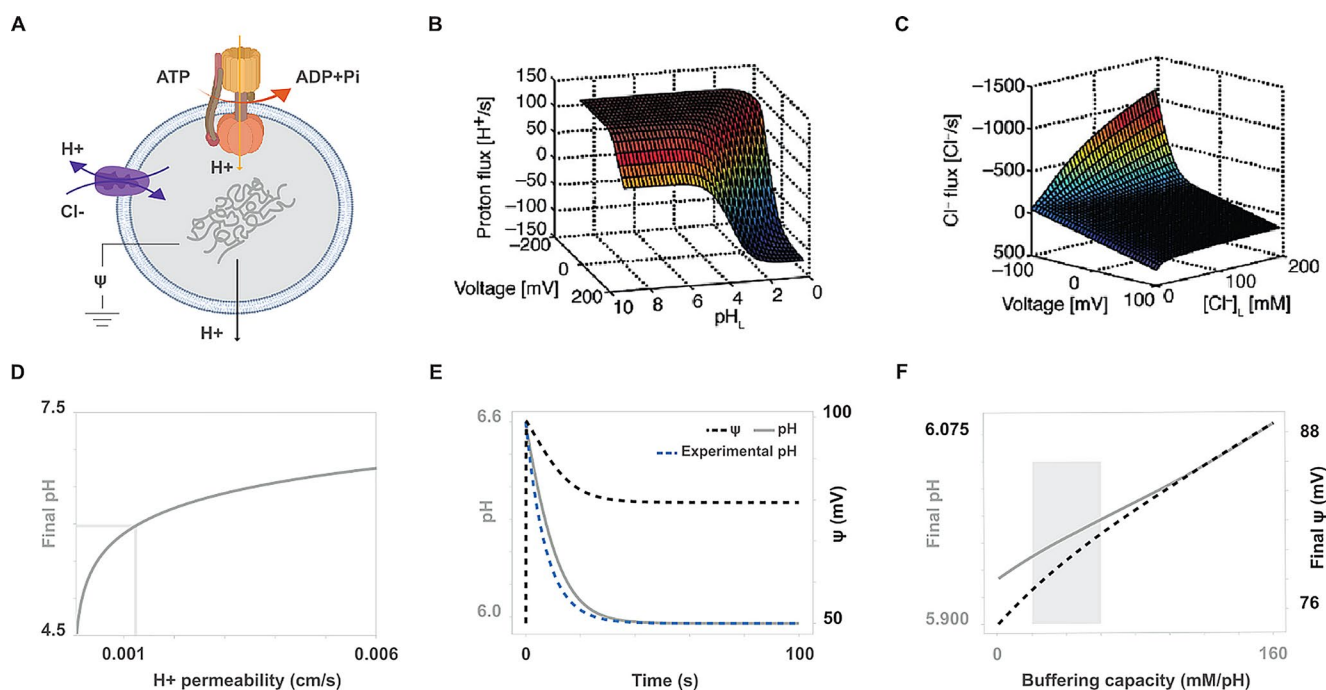 A
ATP
ADP+Pi
H+
H+
Cl-
ψ
H+
B
Proton flux [H⁺/s]
150
100
50
0
−50
−100
−150
−200
0
200
Voltage [mV]
10
8
6
4
2
0
pH_L
C
Cl⁻ flux [Cl⁻/s]
−1500
−1000
−500
0
500
−100
0
100
Voltage [mV]
0
100
200
[Cl⁻]_L [mM]
D
7.5
Final pH
4.5
0.001
0.006
H+ permeability (cm/s)
E
6.6
pH
6.0
ψ
pH
Experimental pH
100
ψ (mV)
50
0
100
Time (s)
F
6.075
Final pH
5.900
88
Final ψ (mV)
76
0
160
Buffering capacity (mM/pH)